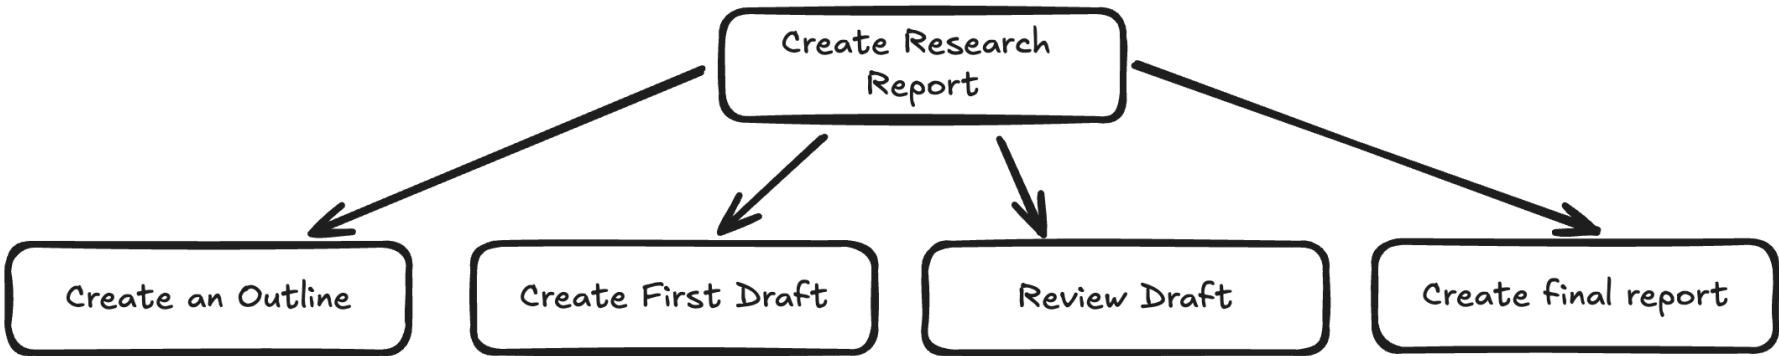 Create Research
Report
Create an Outline
Create First Draft
Review Draft
Create final report